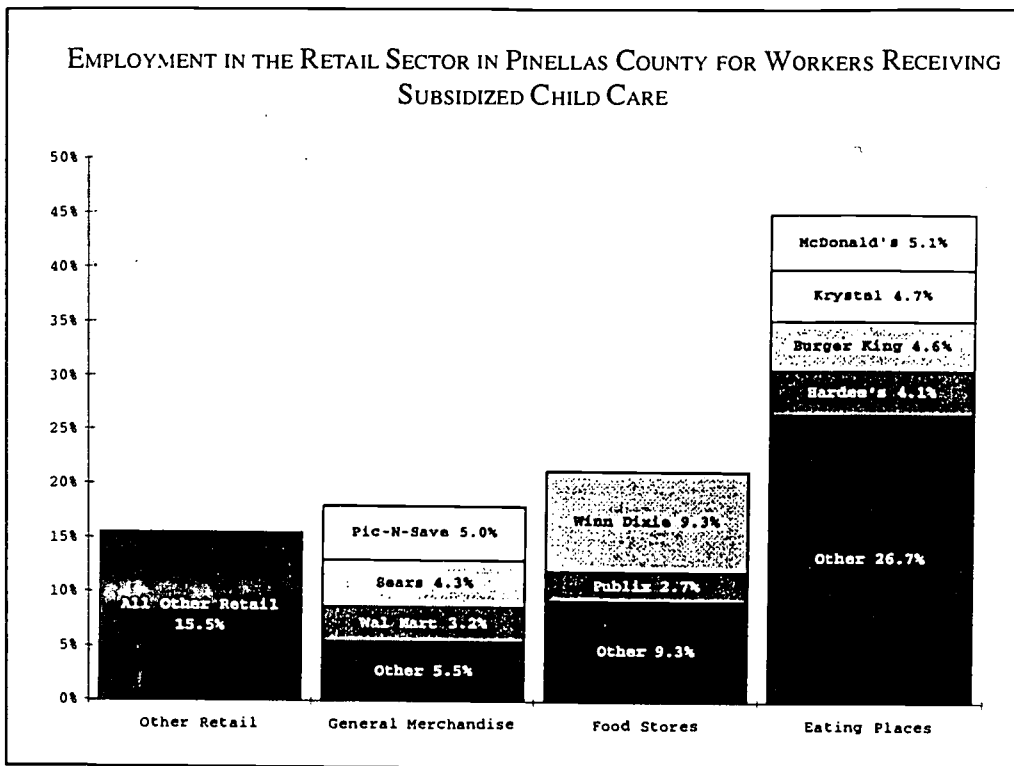 EMPLOYMENT IN THE RETAIL SECTOR IN PINELLAS COUNTY FOR WORKERS RECEIVING
SUBSIDIZED CHILD CARE
50%
45%
40%
35%
30%
25%
20%
15%
10%
5%
0%
All Other Retail
15.5%
Pic-N-Save 5.0%
Sears 4.3%
Wal Mart 3.2%
Other 5.5%
Winn Dixie 9.3%
Publix 2.7%
Other 9.3%
McDonald's 5.1%
Krystal 4.7%
Burger King 4.6%
Hardee's 4.1%
Other 26.7%
Other Retail
General Merchandise
Food Stores
Eating Places